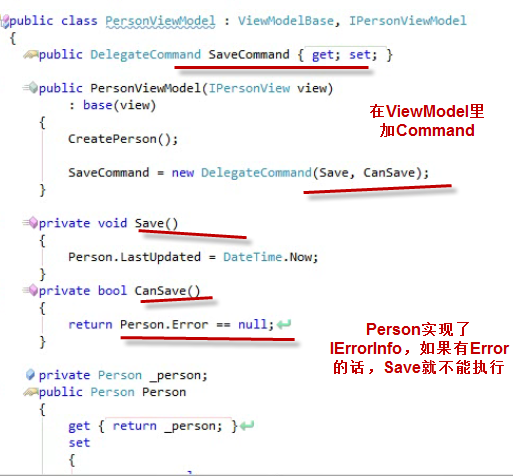 public class PersonViewModel : ViewModelBase, IPersonViewModel
{
public DelegateCommand SaveCommand { get; set; }
public PersonViewModel(IPersonView view)
: base(view)
{
CreatePerson();
SaveCommand = new DelegateCommand(Save, CanSave);
}
在ViewModel里
加Command
private void Save()
{
Person.LastUpdated = DateTime.Now;
}
private bool CanSave()
{
return Person.Error == null;
}
Person实现了
IErrorInfo，如果有Error
的话，Save就不能执行
private Person _person;
public Person Person
{
get { return _person; }
set
{